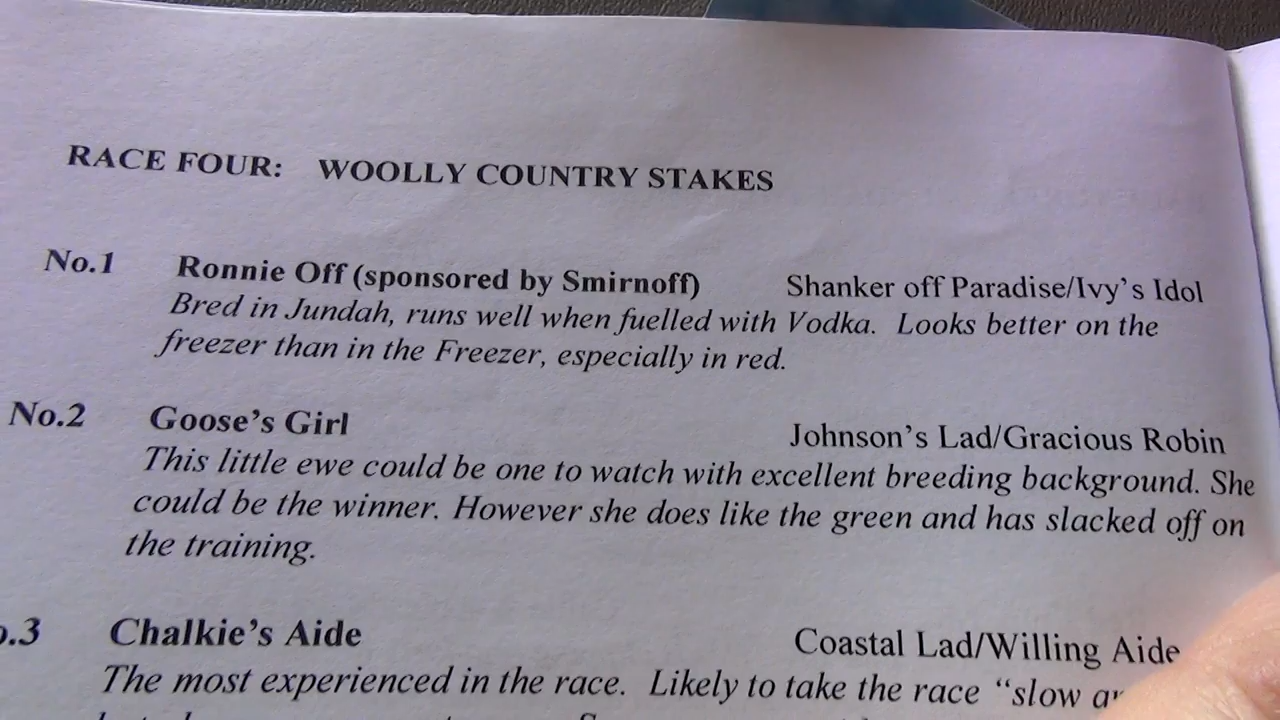 RACE FOUR: WOOLLY COUNTRY STAKES
No.1 Ronnie Off (sponsored by Smirnoff) Shanker off Paradise/Ivy's Idol
Bred in Jundah, runs well when fuelled with Vodka. Looks better on the
freezer than in the Freezer, especially in red.
No.2 Goose's Girl Johnson's Lad/Gracious Robin
This little ewe could be one to watch with excellent breeding background. She
could be the winner. However she does like the green and has slacked off on
the training.
.3 Chalkie's Aide Coastal Lad/Willing Aide
The most experienced in the race. Likely to take the race "slow